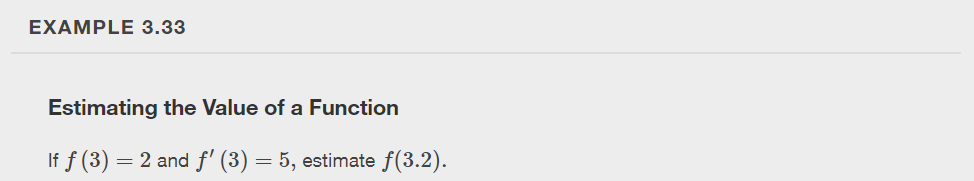 EXAMPLE 3.33
Estimating the Value of a Function
If f (3) = 2 and f′ (3) = 5, estimate f(3.2).